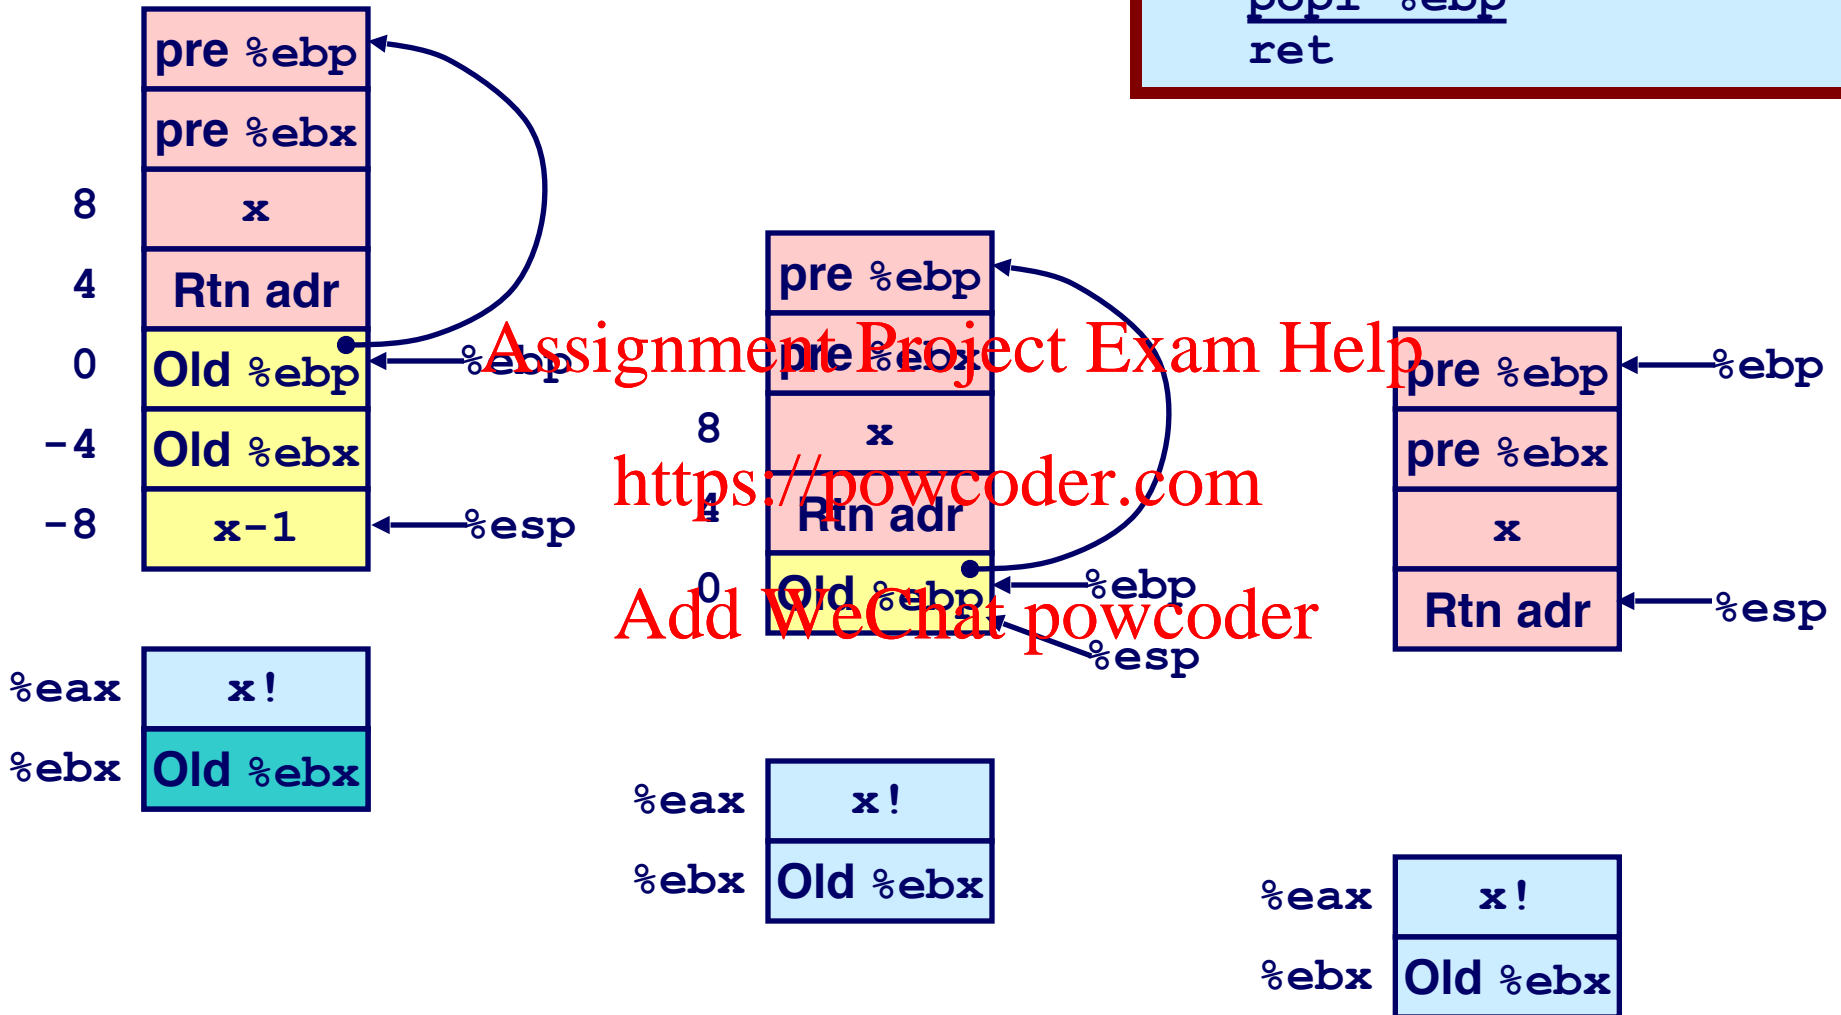 popl %ebp
ret
pre %ebp
pre %ebx
8 x
4 Rtn adr
0 Old %ebp %ebp
-4 Old %ebx
-8 x-1 %esp
%eax x!
%ebx Old %ebx
pre %ebp
pre %ebx
8 x
4 Rtn adr
0 Old %ebp %ebp
%esp
%eax x!
%ebx Old %ebx
pre %ebp %ebp
pre %ebx
x
Rtn adr %esp
%eax x!
%ebx Old %ebx
Assignment Project Exam Help
https://powcoder.com
Add WeChat powcoder